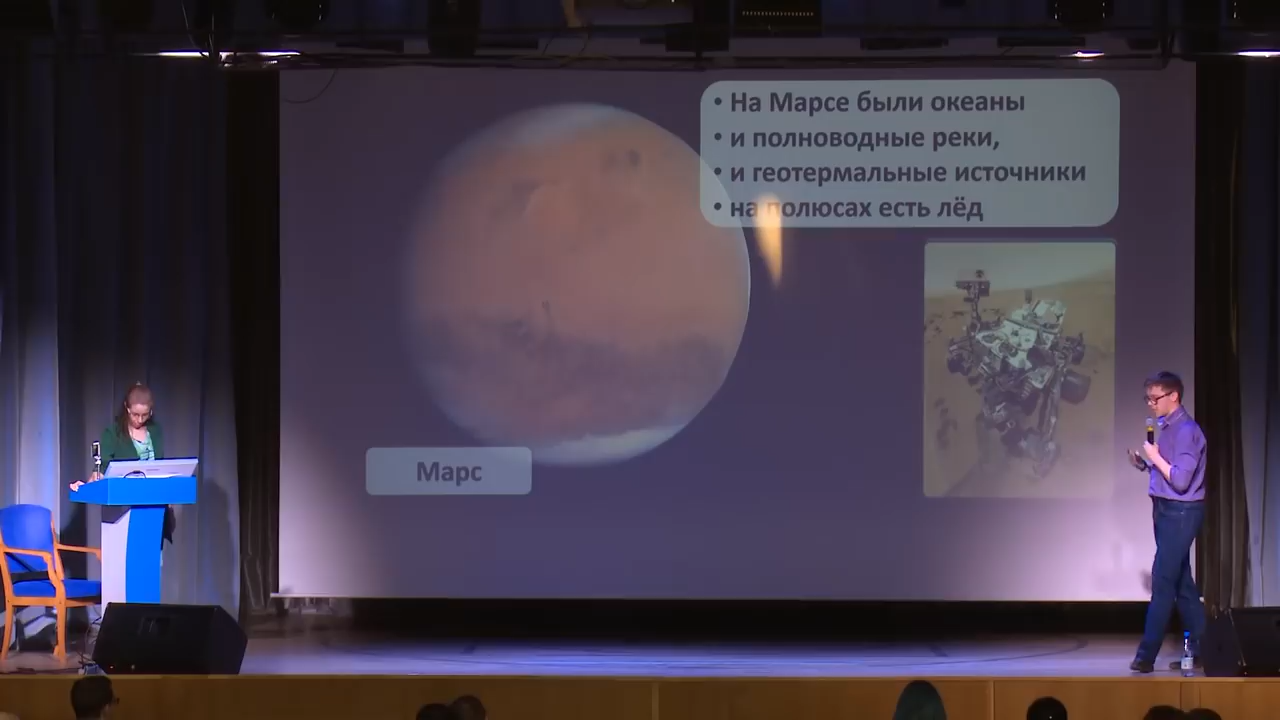 • На Марсе были океаны
• и полноводные реки,
• и геотермальные источники
• на полюсах есть лёд
Марс